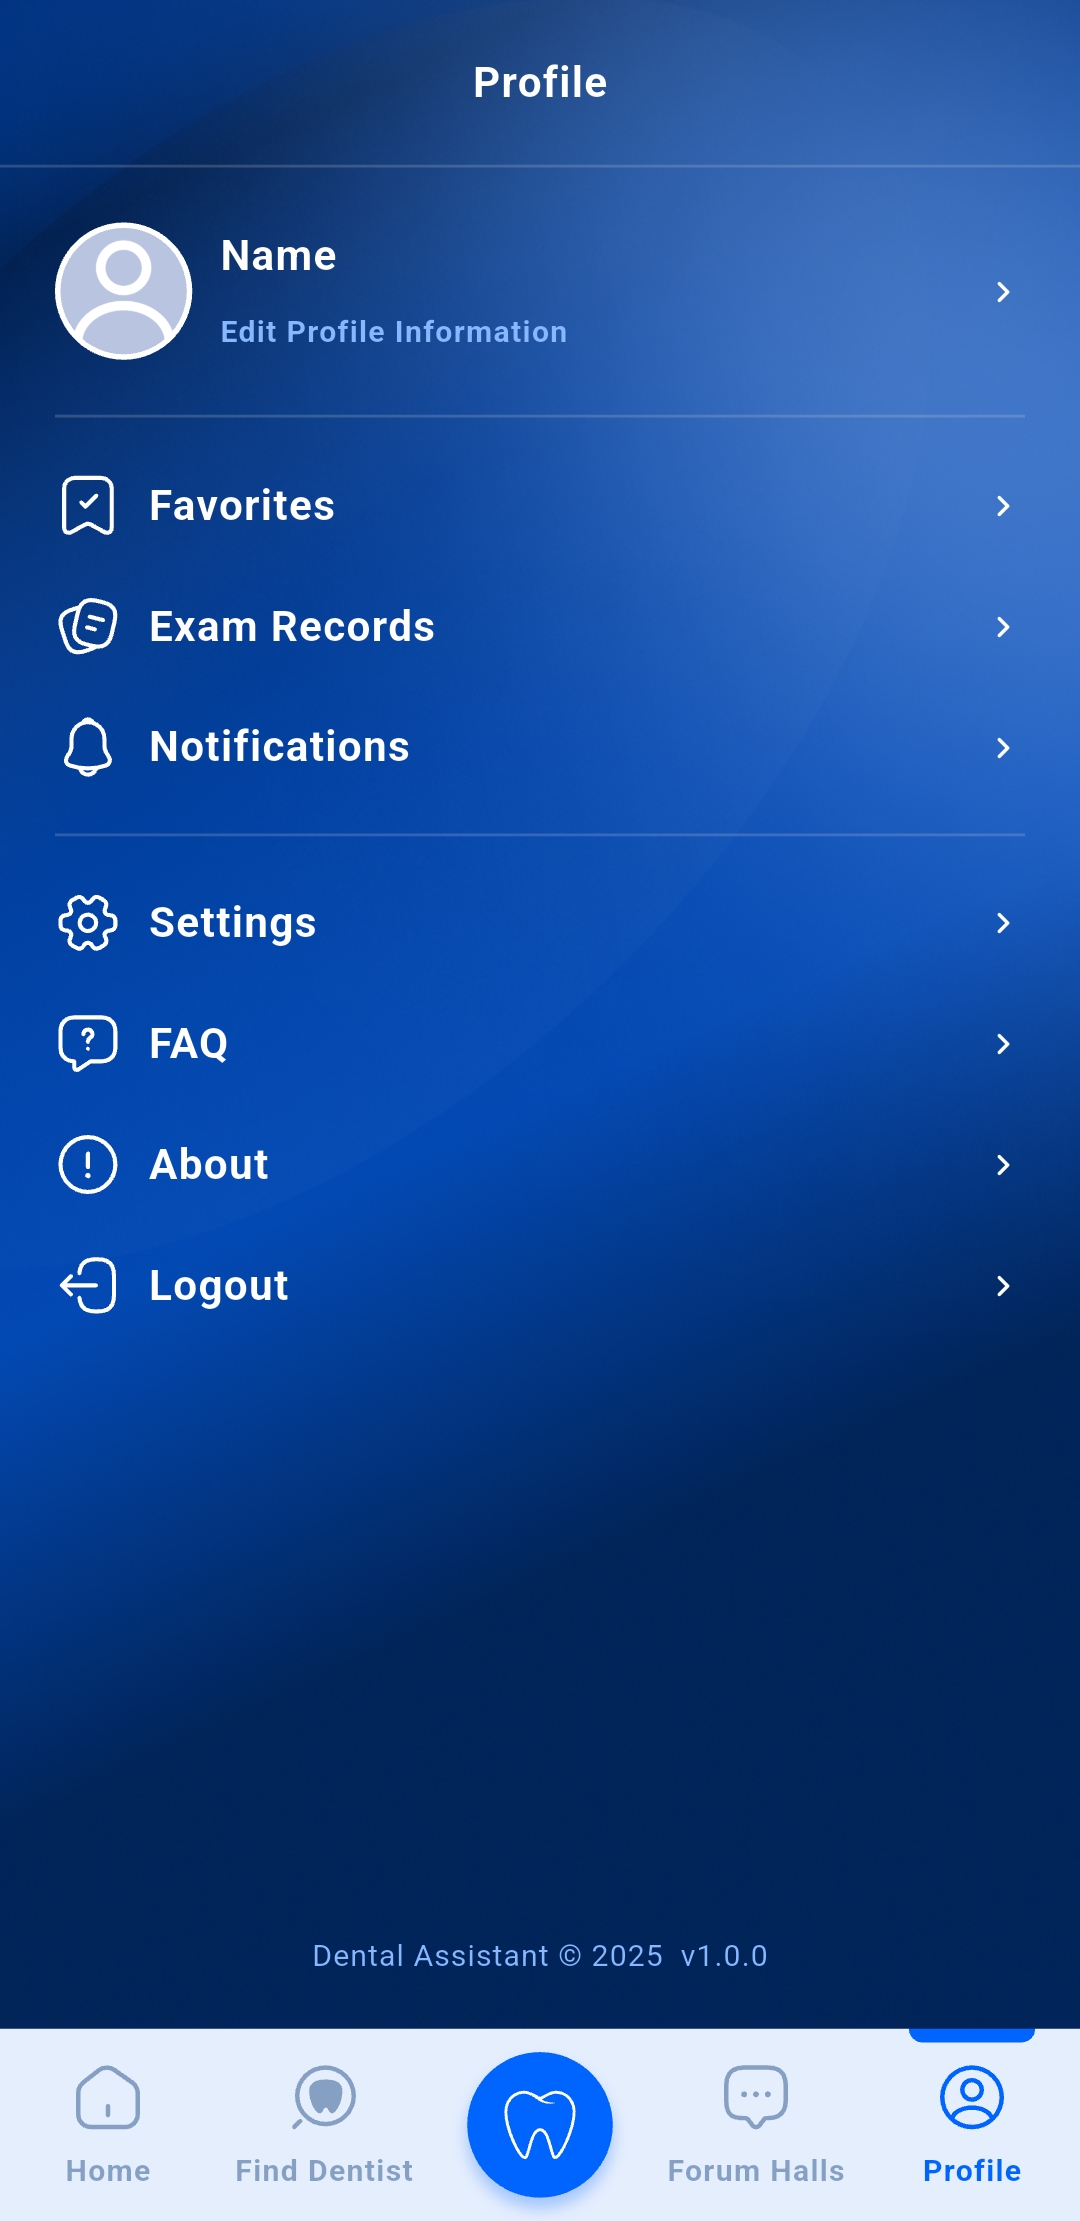 Profile
Name
Edit Profile Information
Favorites
Exam Records
Notifications
Settings
FAQ
About
Logout
Dental Assistant © 2025 v1.0.0
Home
Find Dentist
Forum Halls
Profile